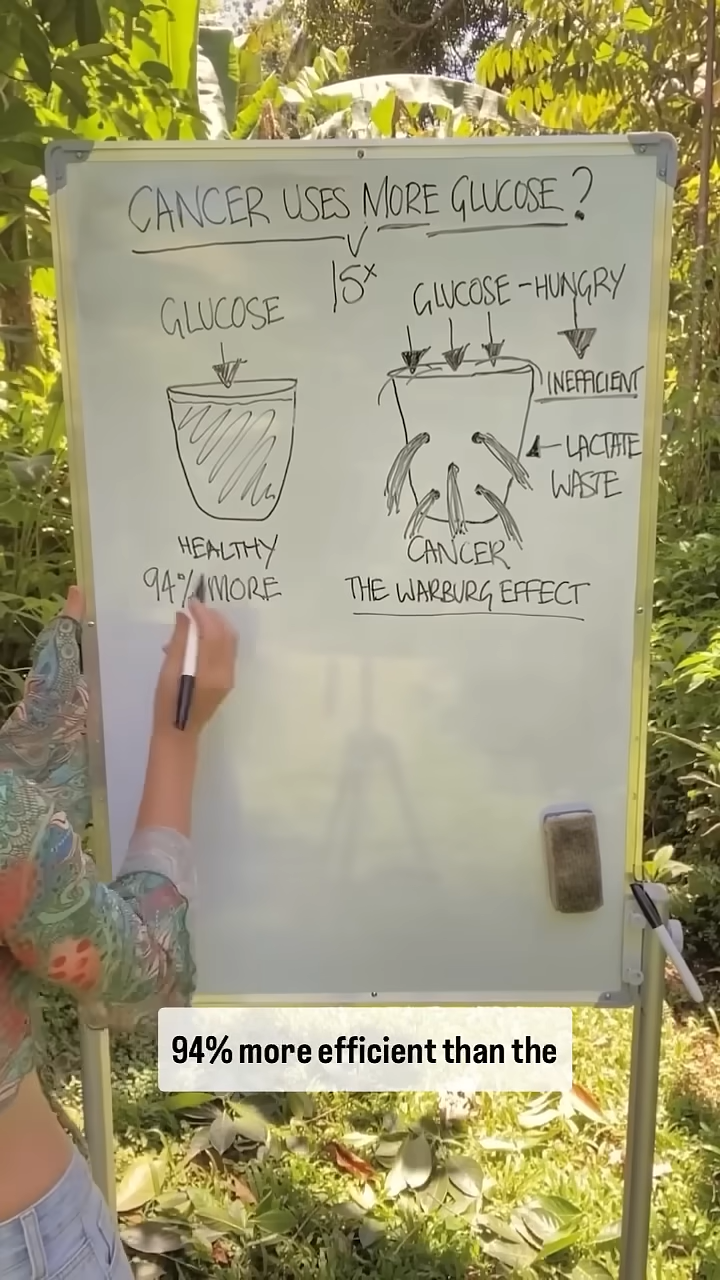 CANCER USES MORE GLUCOSE?
15x
GLUCOSE
GLUCOSE-HUNGRY
INEFFICIENT
LACTATE
WASTE
HEALTHY
94% MORE
CANCER
THE WARBURG EFFECT
94% more efficient than the